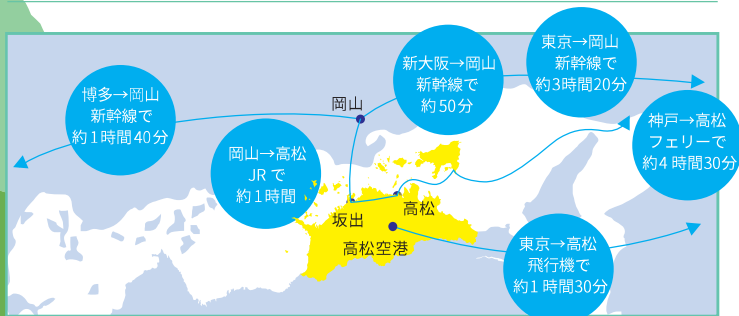 博多→岡山
新幹線で
約1時間40分
岡山
新大阪→岡山
新幹線で
約50分
東京→岡山
新幹線で
約3時間20分
神戸→高松
フェリーで
約4時間30分
岡山→高松
JRで
約1時間
坂出
高松
高松空港
東京→高松
飛行機で
約1時間30分